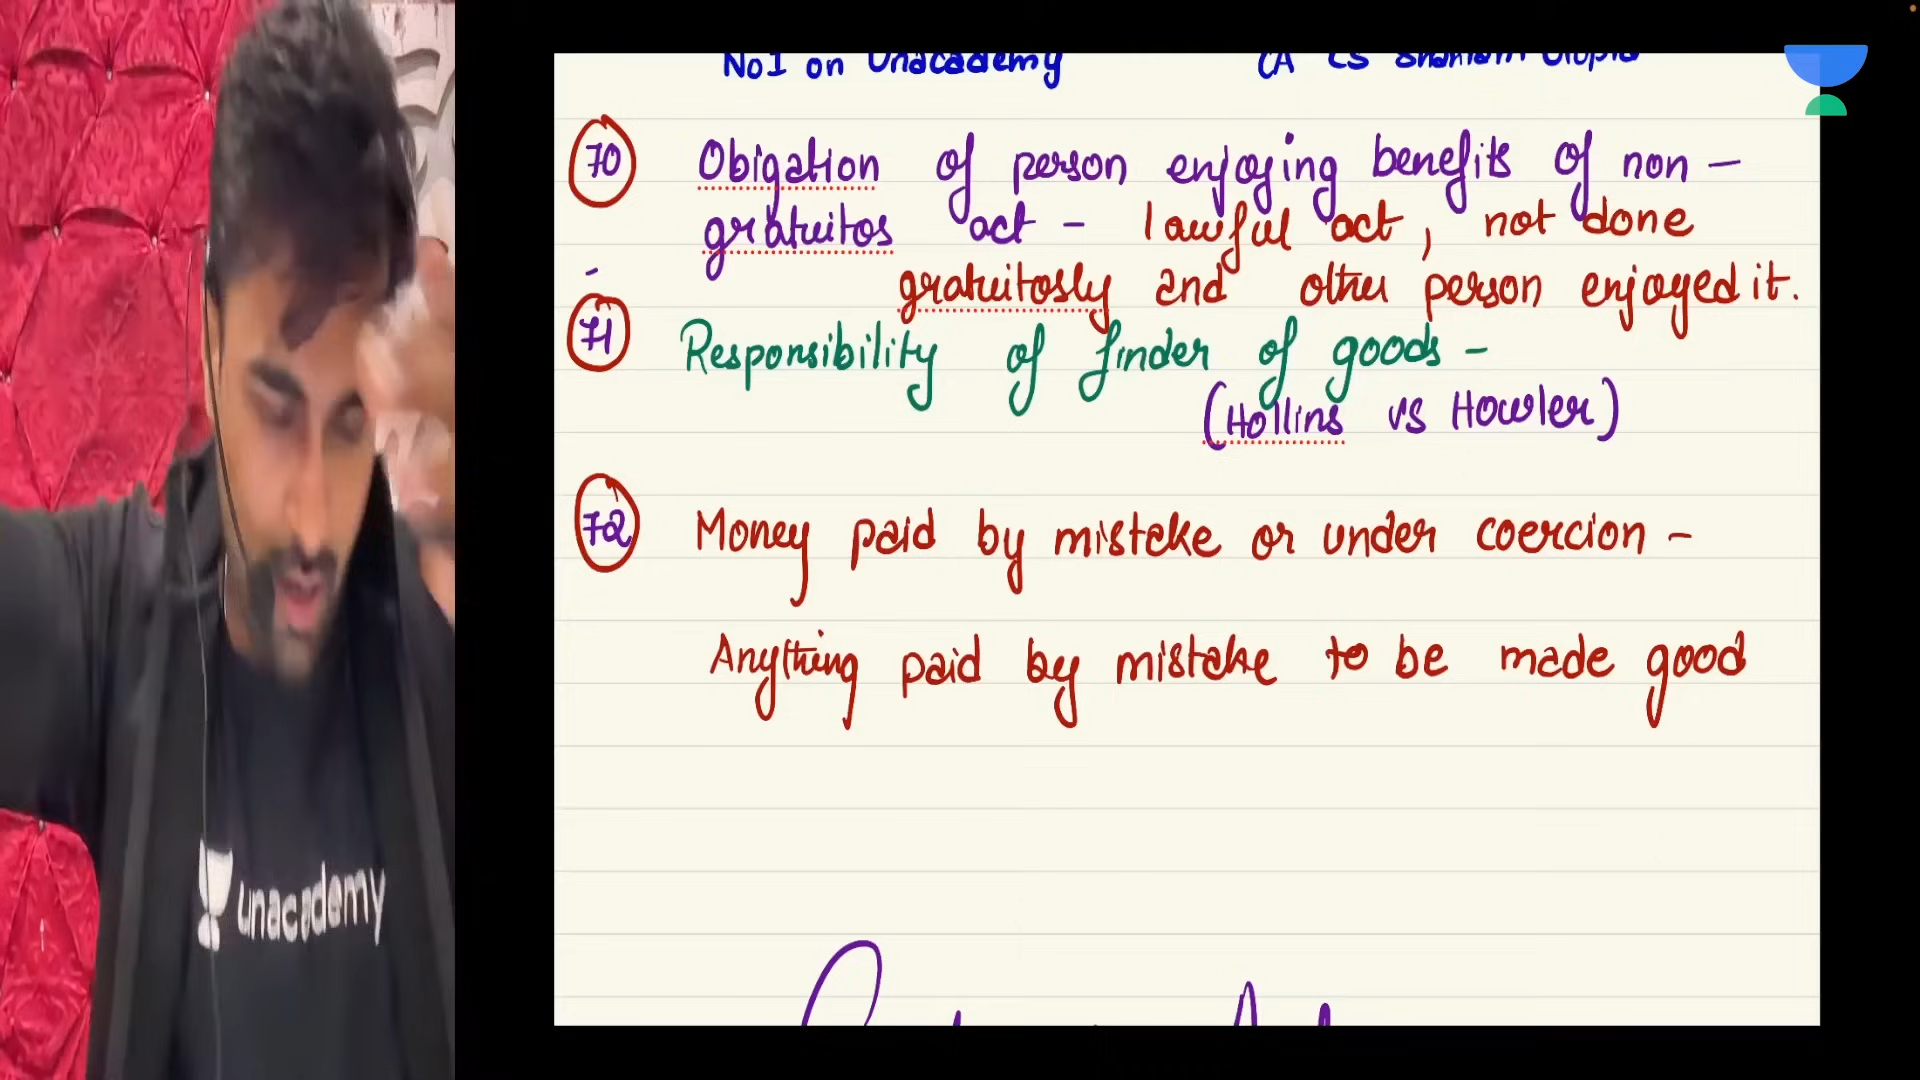 No1 on Unacademy CA CS
70 Obigation of person enjoying benefits of non -
gratuitos act - lawful act, not done
gratuitosly and other person enjoyed it.
71 Responsibility of finder of goods -
(Hollins vs Howler)
72 Money paid by mistake or under coercion -
Anything paid by mistake to be made good
unacademy